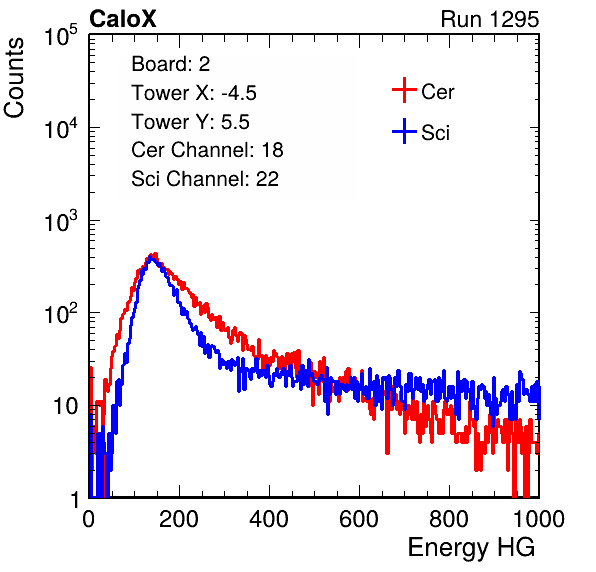 CaloX Run 1295
Counts
Board: 2
Tower X: -4.5
Tower Y: 5.5
Cer Channel: 18
Sci Channel: 22
Cer
Sci
10^5
10^4
10^3
10^2
10
1
0 200 400 600 800 1000
Energy HG